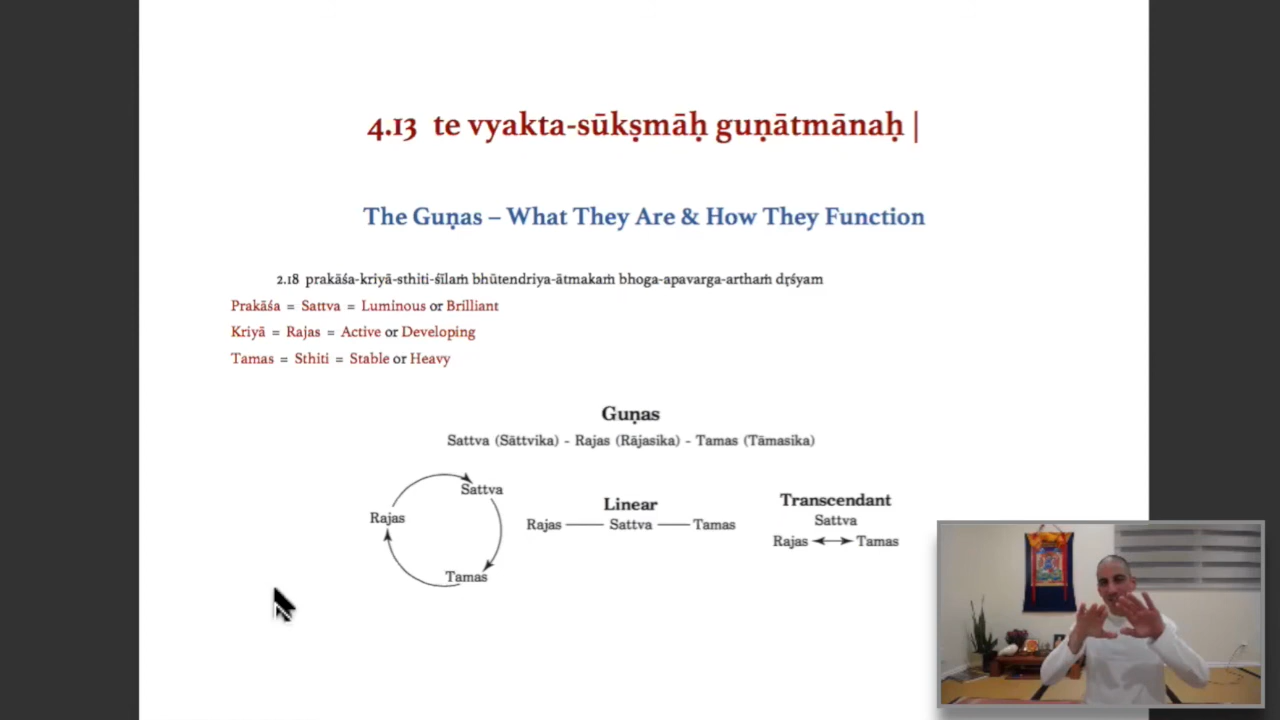 4.13 te vyakta-sūkṣmāḥ guṇātmānaḥ |
The Guṇas – What They Are & How They Function
2.18 prakāśa-kriyā-sthiti-śīlaṁ bhūtendriya-ātmakaṁ bhoga-apavarga-arthaṁ dṛśyam
Prakāśa = Sattva = Luminous or Brilliant
Kriyā = Rajas = Active or Developing
Tamas = Sthiti = Stable or Heavy
Guṇas
Sattva (Sāttvika) - Rajas (Rājasika) - Tamas (Tāmasika)
Sattva
Rajas
Tamas
Linear
Rajas — Sattva — Tamas
Transcendant
Sattva
Rajas ↔ Tamas